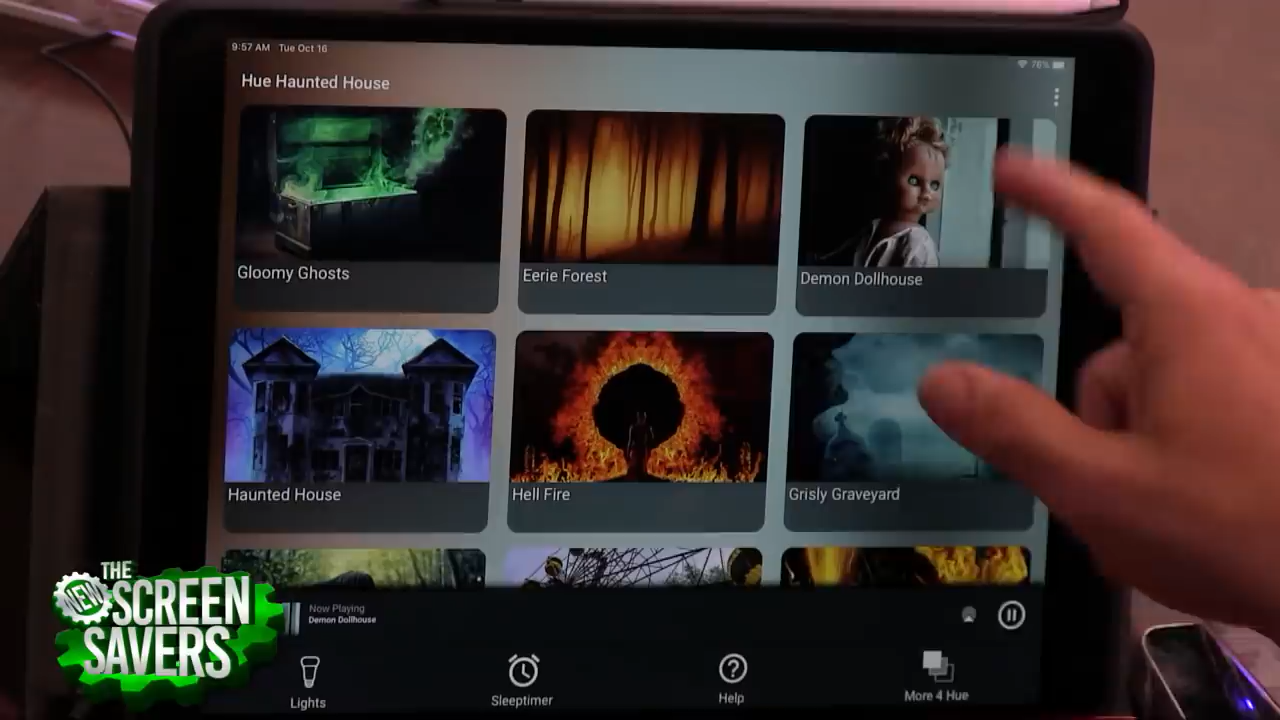 9:57 AM Tue Oct 16
76%
Hue Haunted House
Gloomy Ghosts
Eerie Forest
Demon Dollhouse
Haunted House
Hell Fire
Grisly Graveyard
Now Playing
Demon Dollhouse
Lights
Sleeptimer
Help
More 4 Hue
THE
NEW
SCREEN
SAVERS